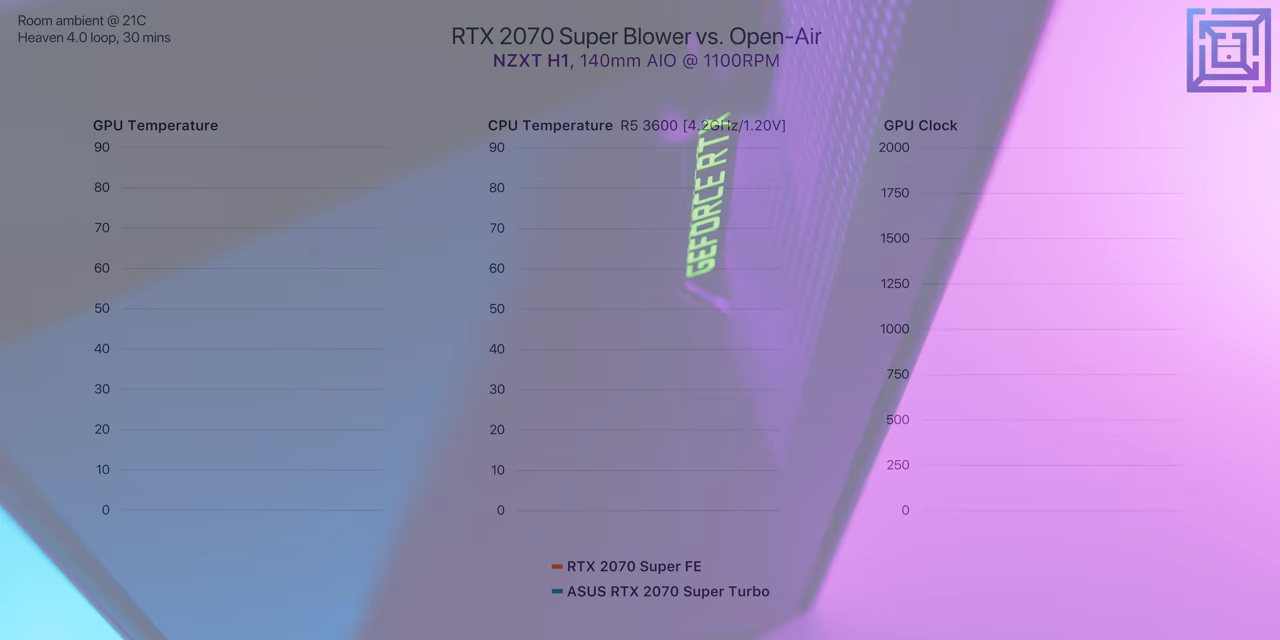 Room ambient @ 21C
Heaven 4.0 loop, 30 mins
RTX 2070 Super Blower vs. Open-Air
NZXT H1, 140mm AIO @ 1100RPM
GPU Temperature
90
80
70
60
50
40
30
20
10
0
CPU Temperature R5 3600 [4.2GHz/1.20V]
90
80
70
60
50
40
30
20
10
0
GEFORCE RTX
GPU Clock
2000
1750
1500
1250
1000
750
500
250
0
RTX 2070 Super FE
ASUS RTX 2070 Super Turbo